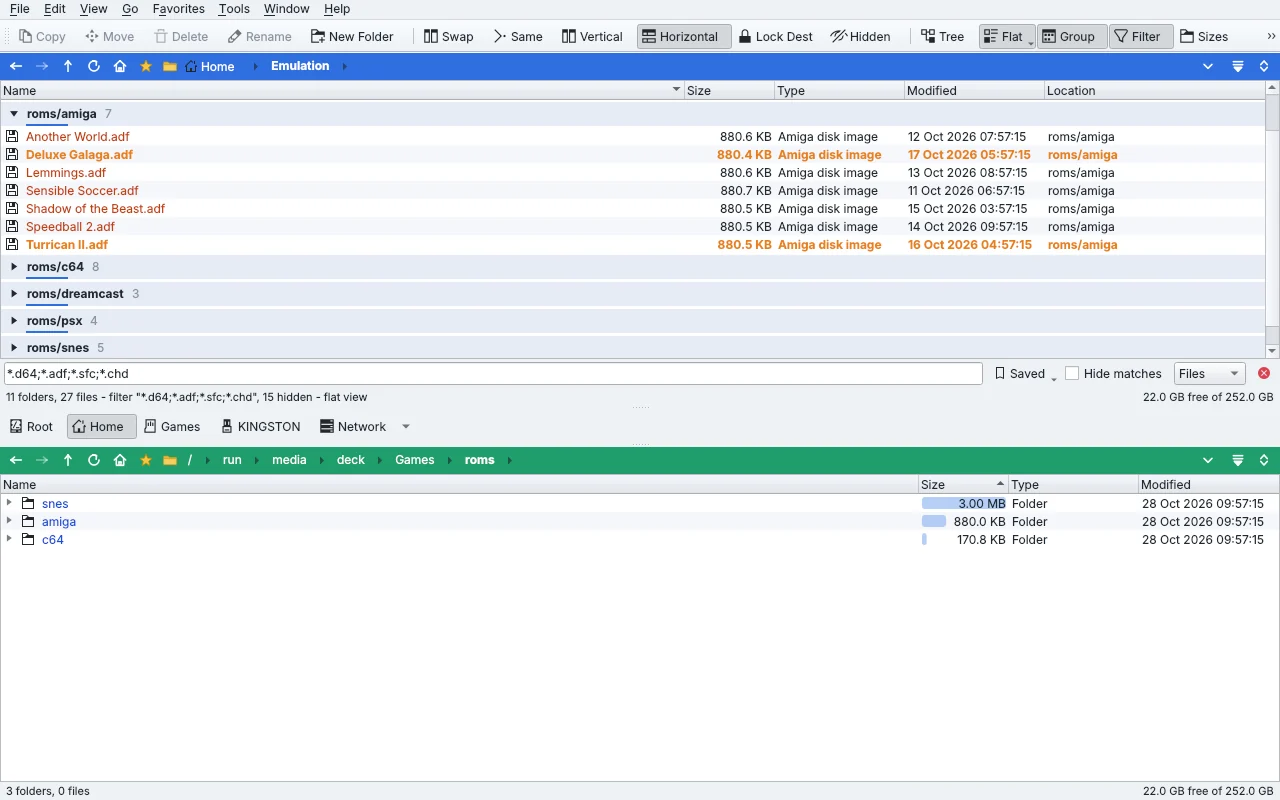 File Edit View Go Favorites Tools Window Help
Copy Move Delete Rename New Folder Swap Same Vertical Horizontal Lock Dest Hidden Tree Flat Group Filter Sizes »
Home Emulation
Name Size Type Modified Location
roms/amiga 7
Another World.adf 880.6 KB Amiga disk image 12 Oct 2026 07:57:15 roms/amiga
Deluxe Galaga.adf 880.4 KB Amiga disk image 17 Oct 2026 05:57:15 roms/amiga
Lemmings.adf 880.6 KB Amiga disk image 13 Oct 2026 08:57:15 roms/amiga
Sensible Soccer.adf 880.7 KB Amiga disk image 11 Oct 2026 06:57:15 roms/amiga
Shadow of the Beast.adf 880.5 KB Amiga disk image 15 Oct 2026 03:57:15 roms/amiga
Speedball 2.adf 880.5 KB Amiga disk image 14 Oct 2026 09:57:15 roms/amiga
Turrican II.adf 880.5 KB Amiga disk image 16 Oct 2026 04:57:15 roms/amiga
roms/c64 8
roms/dreamcast 3
roms/psx 4
roms/snes 5
*.d64;*.adf;*.sfc;*.chd Saved Hide matches Files
11 folders, 27 files - filter "*.d64;*.adf;*.sfc;*.chd", 15 hidden - flat view 22.0 GB free of 252.0 GB
Root Home Games KINGSTON Network
/ run media deck Games roms
Name Size Type Modified
snes 3.00 MB Folder 28 Oct 2026 09:57:15
amiga 880.0 KB Folder 28 Oct 2026 09:57:15
c64 170.8 KB Folder 28 Oct 2026 09:57:15
3 folders, 0 files 22.0 GB free of 252.0 GB